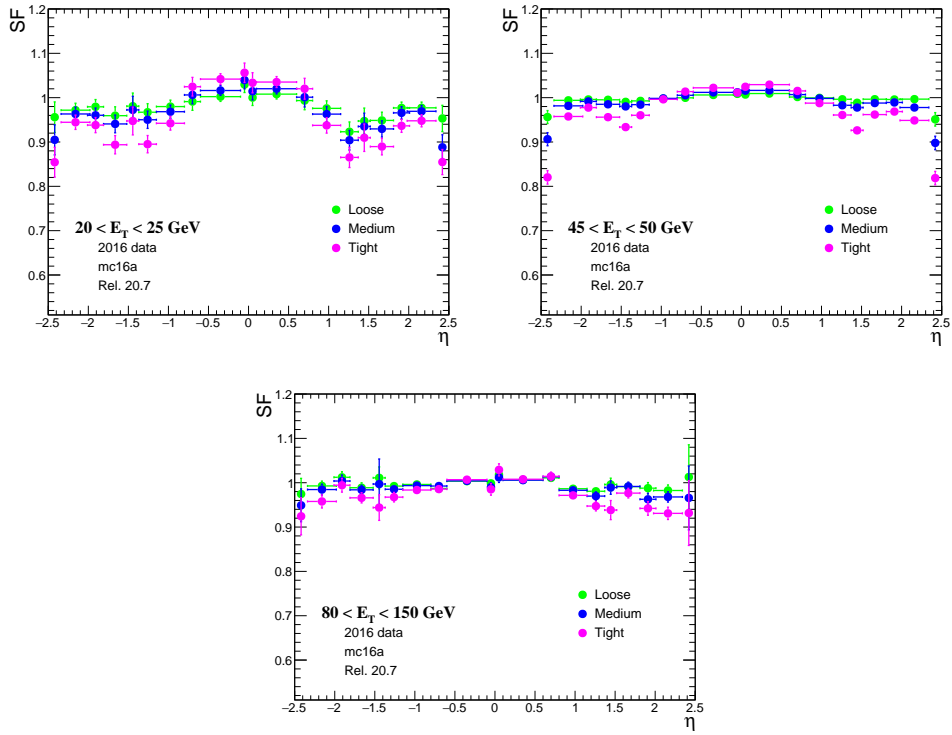 SF
1.2
1.1
1
0.9
0.8
0.7
0.6
−2.5 −2 −1.5 −1 −0.5 0 0.5 1 1.5 2 2.5
η
20 < E_T < 25 GeV
2016 data
mc16a
Rel. 20.7
Loose
Medium
Tight
SF
1.2
1.1
1
0.9
0.8
0.7
0.6
−2.5 −2 −1.5 −1 −0.5 0 0.5 1 1.5 2 2.5
η
45 < E_T < 50 GeV
2016 data
mc16a
Rel. 20.7
Loose
Medium
Tight
SF
1.2
1.1
1
0.9
0.8
0.7
0.6
−2.5 −2 −1.5 −1 −0.5 0 0.5 1 1.5 2 2.5
η
80 < E_T < 150 GeV
2016 data
mc16a
Rel. 20.7
Loose
Medium
Tight